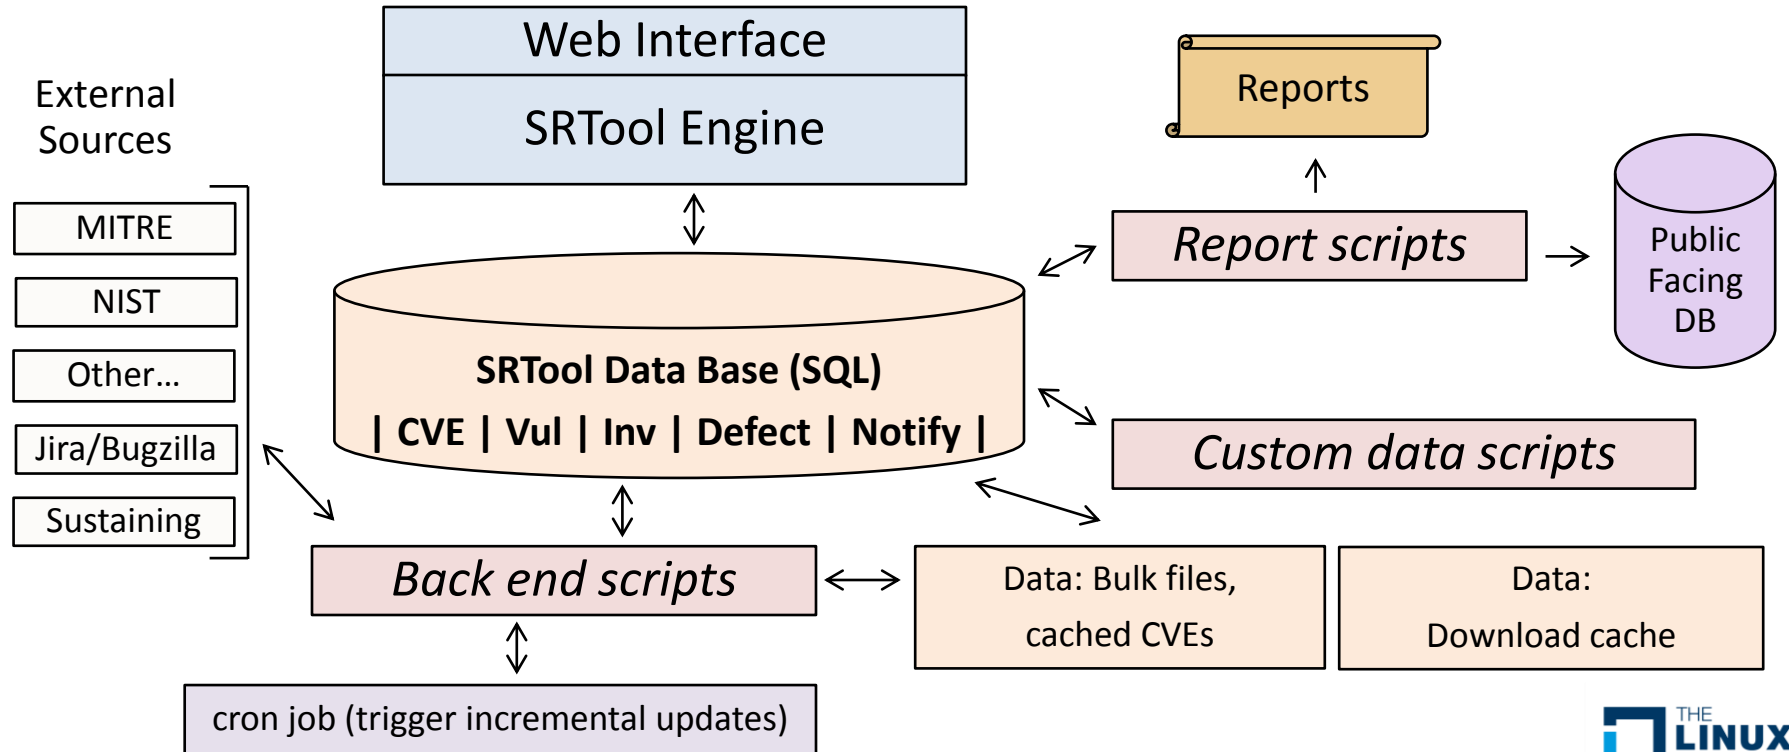 Web Interface
SRTool Engine
External
Sources
MITRE
NIST
Other...
Jira/Bugzilla
Sustaining
SRTool Data Base (SQL)
| CVE | Vul | Inv | Defect | Notify |
Reports
Report scripts
Public
Facing
DB
Custom data scripts
Back end scripts
Data: Bulk files,
cached CVEs
Data:
Download cache
cron job (trigger incremental updates)
THE
LINUX